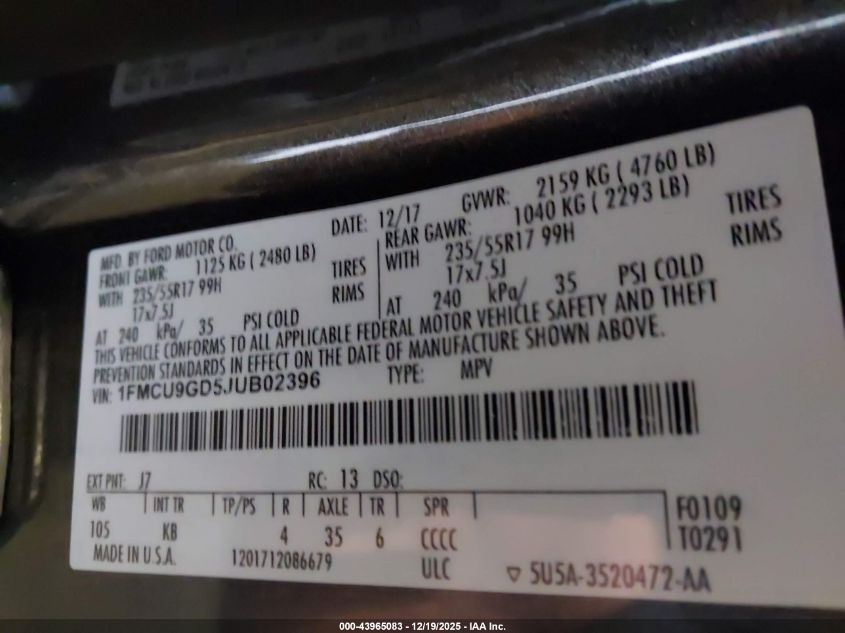 MFD. BY FORD MOTOR CO. DATE: 12/17 GVWR: 2159 KG ( 4760 LB)
FRONT GAWR: 1125 KG ( 2480 LB) REAR GAWR: 1040 KG ( 2293 LB)
WITH 235/55R17 99H TIRES WITH 235/55R17 99H TIRES
17x7.5J RIMS 17x7.5J RIMS
AT 240 kPa/ 35 PSI COLD AT 240 kPa/ 35 PSI COLD
THIS VEHICLE CONFORMS TO ALL APPLICABLE FEDERAL MOTOR VEHICLE SAFETY AND THEFT
PREVENTION STANDARDS IN EFFECT ON THE DATE OF MANUFACTURE SHOWN ABOVE.
VIN: 1FMCU9GD5JUB02396 TYPE: MPV
EXT PNT: J7 RC: 13 DSO:
WB INT TR TP/PS R AXLE TR SPR F0109
105 KB 4 35 6 CCCC T0291
MADE IN U.S.A. 1201712086679 ULC 5U5A-3520472-AA
000-43965083 - 12/19/2025 - IAA Inc.